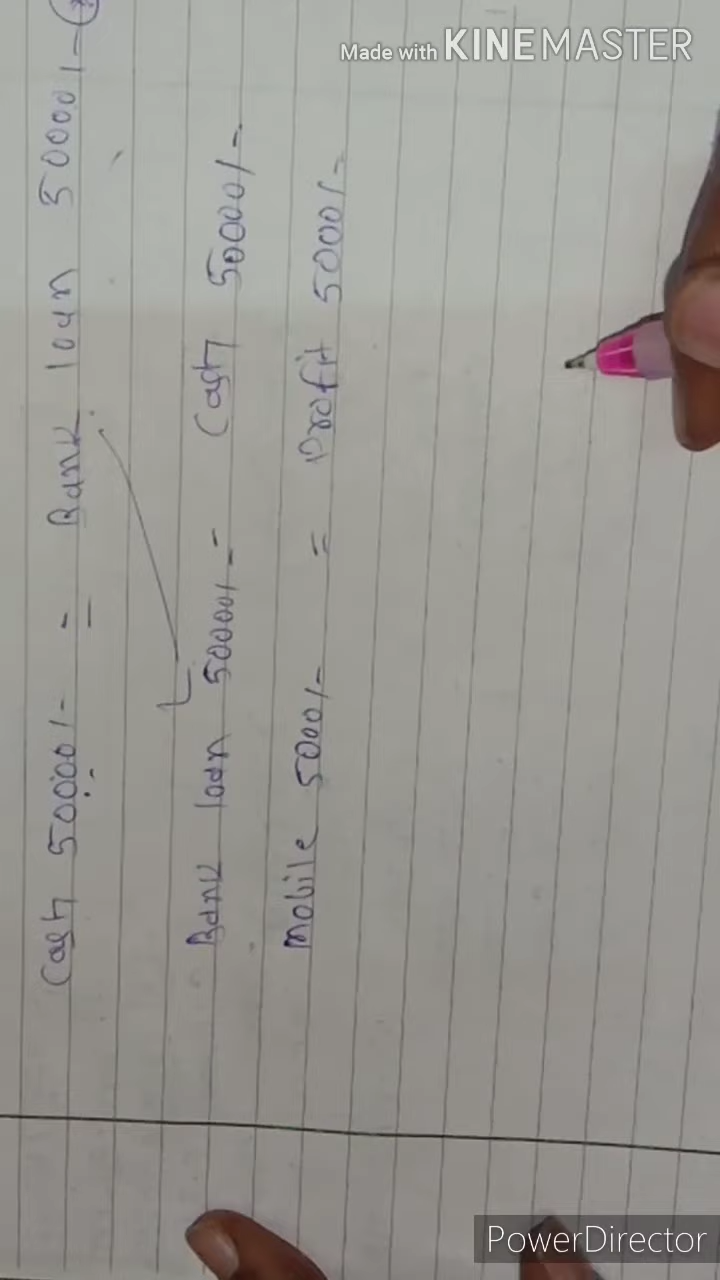 Made with KINEMASTER
Cash 50000/- = Bank loan 50000/-
Bank loan 50000/- = Cash 50000/-
Mobile 5000/- = Profit 5000/-
PowerDirector